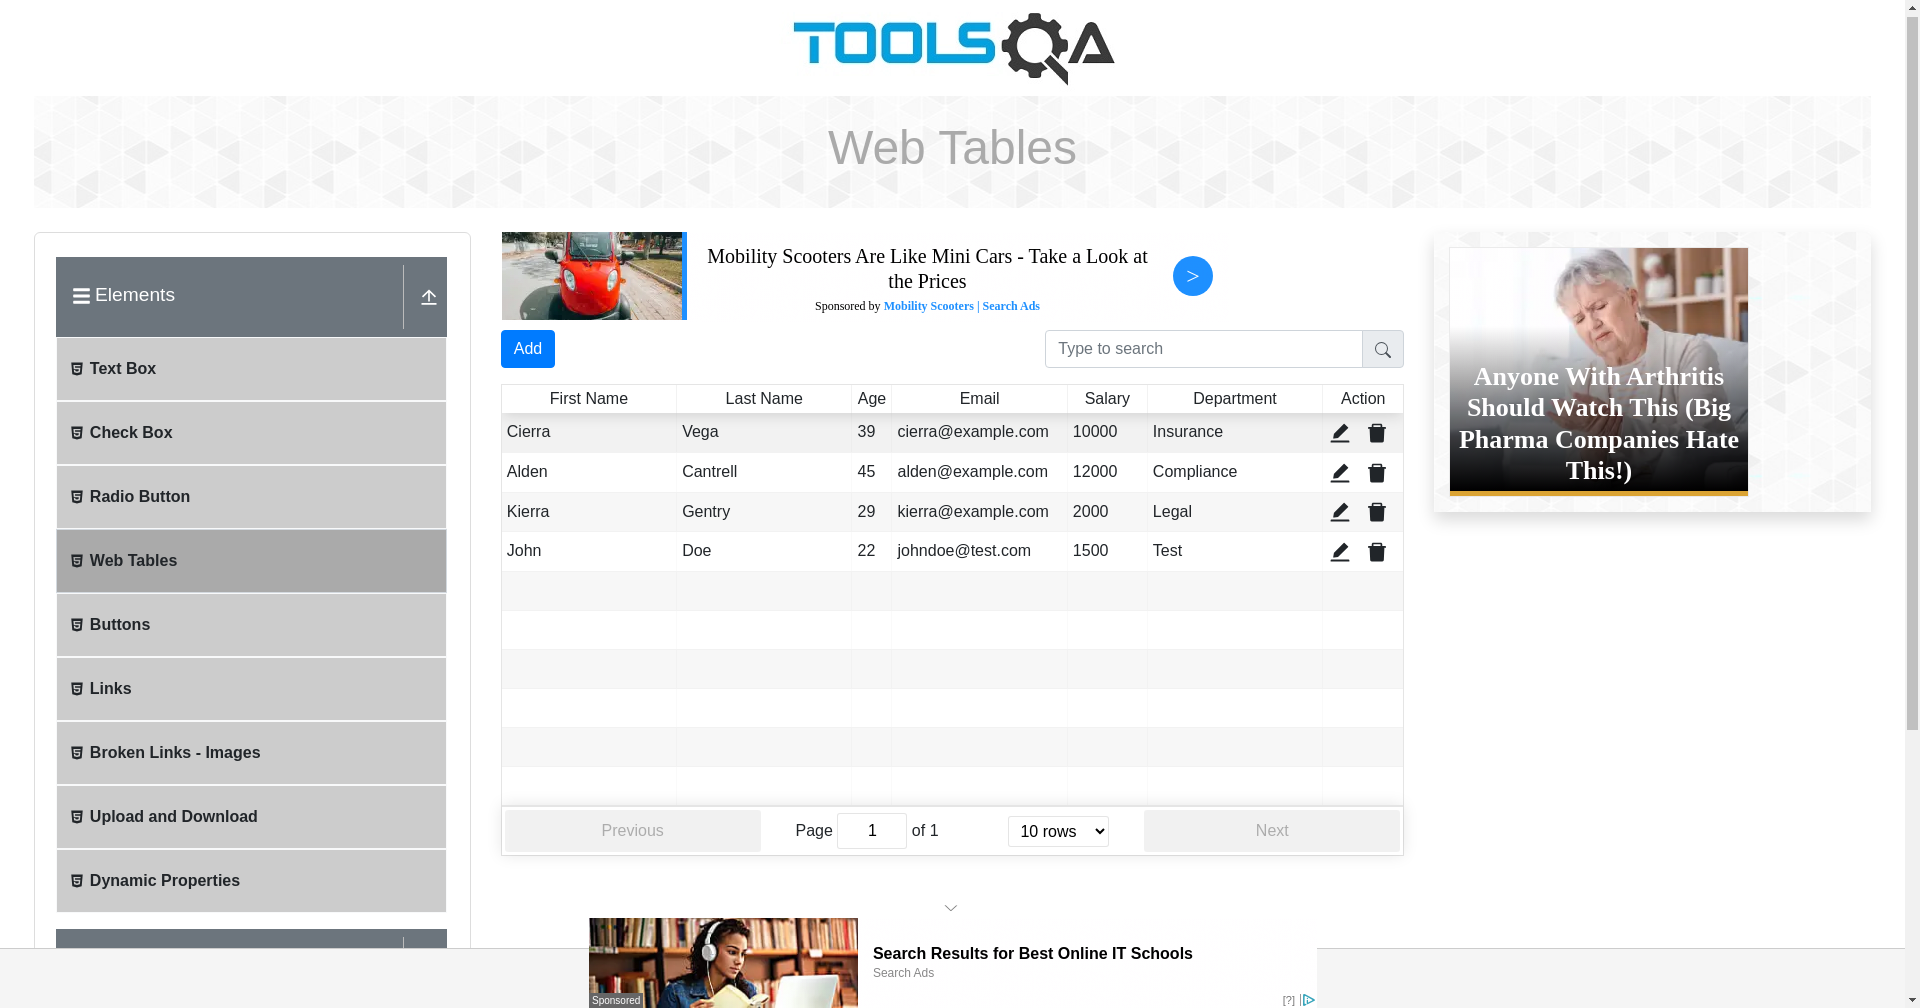 TOOLSQA
Web Tables
Elements
Text Box
Check Box
Radio Button
Web Tables
Buttons
Links
Broken Links - Images
Upload and Download
Dynamic Properties
Mobility Scooters Are Like Mini Cars - Take a Look at
the Prices
Sponsored by Mobility Scooters | Search Ads
>
Add
Type to search
First Name Last Name Age Email Salary Department Action
Cierra Vega 39 cierra@example.com 10000 Insurance
Alden Cantrell 45 alden@example.com 12000 Compliance
Kierra Gentry 29 kierra@example.com 2000 Legal
John Doe 22 johndoe@test.com 1500 Test
Previous Page 1 of 1 10 rows Next
Anyone With Arthritis
Should Watch This (Big
Pharma Companies Hate
This!)
Search Results for Best Online IT Schools
Search Ads
Sponsored
[?]